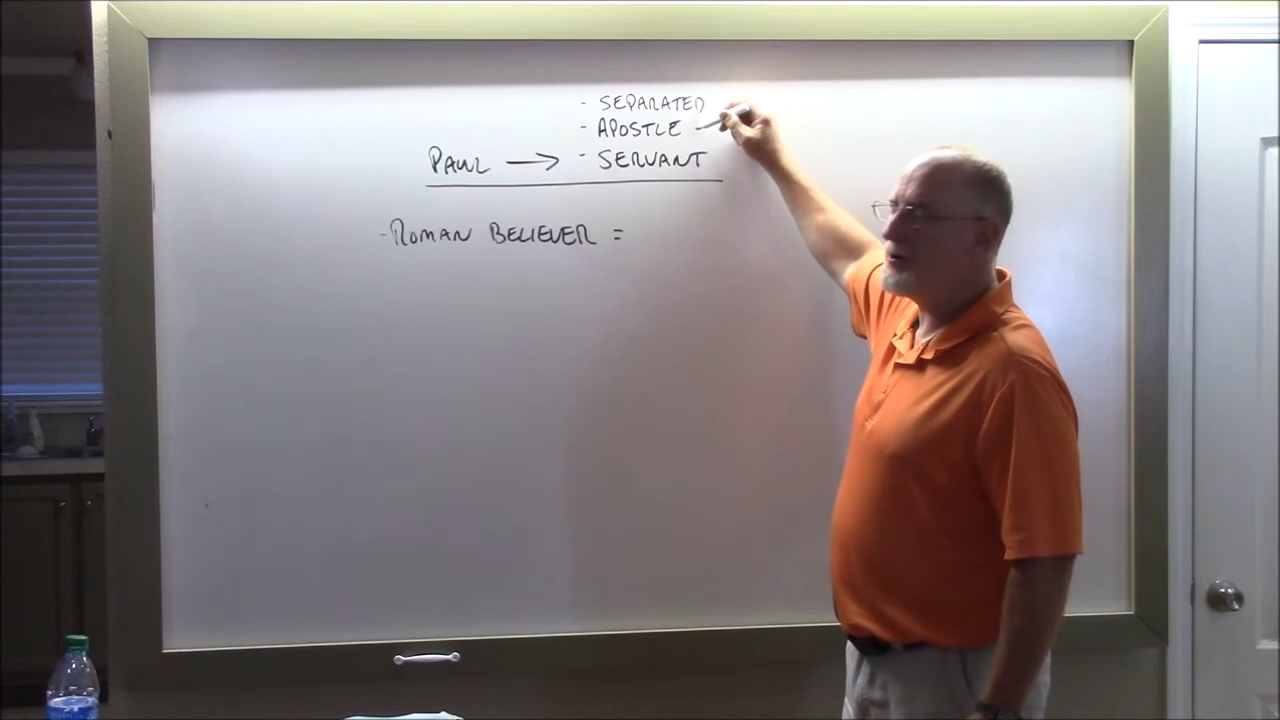 - SEPARATED
- APOSTLE -
PAUL → - SERVANT
- ROMAN BELIEVER =